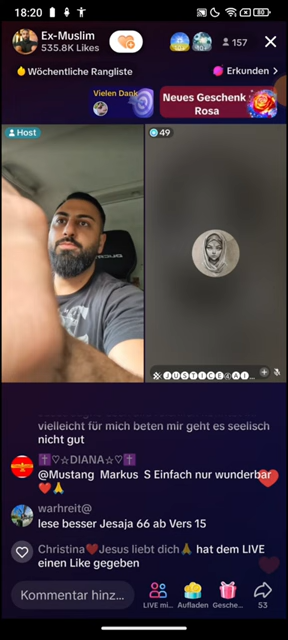 18:20
80
Ex-Muslim
535.8K Likes
157
Wöchentliche Rangliste
Erkunden >
Vielen Dank
Neues Geschenk
Rosa
Host
49
JUSTICE④AI...
vielleicht für mich beten mir geht es seelisch
nicht gut
✝️♡☆DIANA☆♡✝️
@Mustang Markus S Einfach nur wunderbar
❤️🙏
warhreit@
lese besser Jesaja 66 ab Vers 15
Christina❤️Jesus liebt dich🙏 hat dem LIVE
einen Like gegeben
Kommentar hinz...
LIVE mi...
Aufladen
Gesche...
53